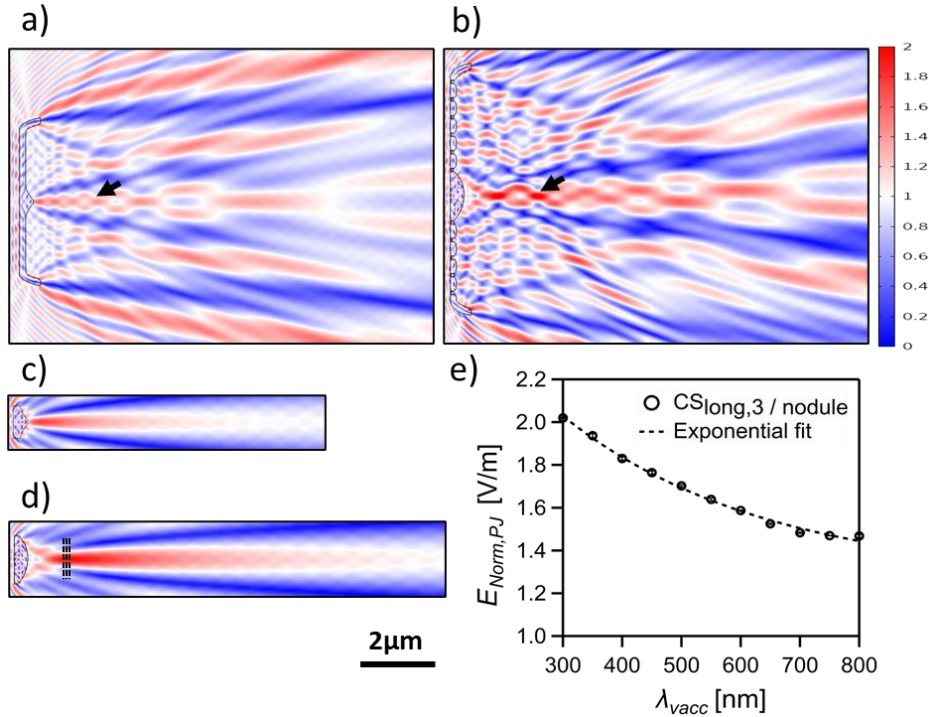 a)
b)
2
1.8
1.6
1.4
1.2
1
0.8
0.6
0.4
0.2
0
c)
d)
2μm
e)
2.2
2.0
1.8
1.6
1.4
1.2
1.0
E_Norm,PJ [V/m]
CS_long,3 / nodule
Exponential fit
300 400 500 600 700 800
λ_vacc [nm]